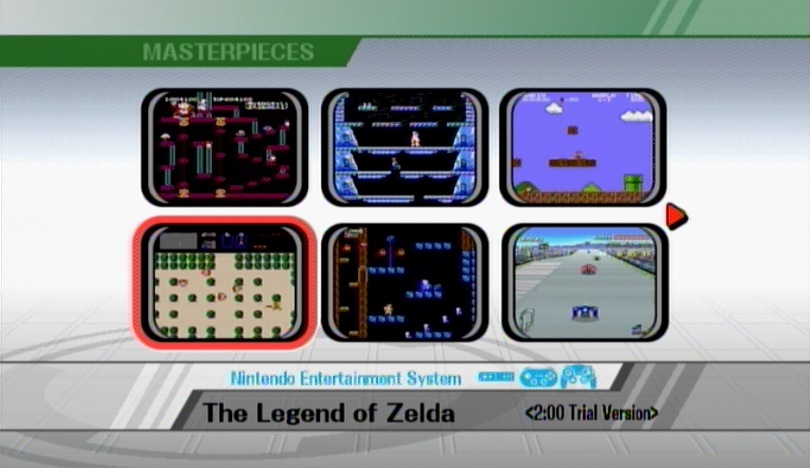 MASTERPIECES
Nintendo Entertainment System
The Legend of Zelda
<2:00 Trial Version>